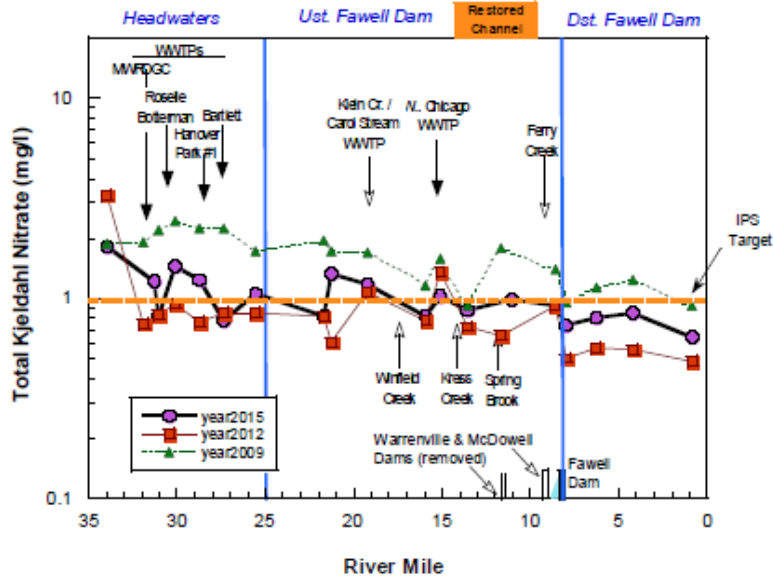 Headwaters
Ust. Fawell Dam
Restored
Channel
Dst. Fawell Dam
WWTPs
MWRDGC
Roselle
Botterman
Bartlett
Hanover
Park #1
Klein Cr. /
Carol Stream
WWTP
N.. Chicago
WWTP
Ferry
Creek
IPS
Target
Winfield
Creek
Kress
Creek
Spring
Brook
Warrenville & McDowell
Dams (removed)
Fawell
Dam
year2015
year2012
year2009
Total Kjeldahl Nitrate (mg/l)
10
1
0.1
35 30 25 20 15 10 5 0
River Mile